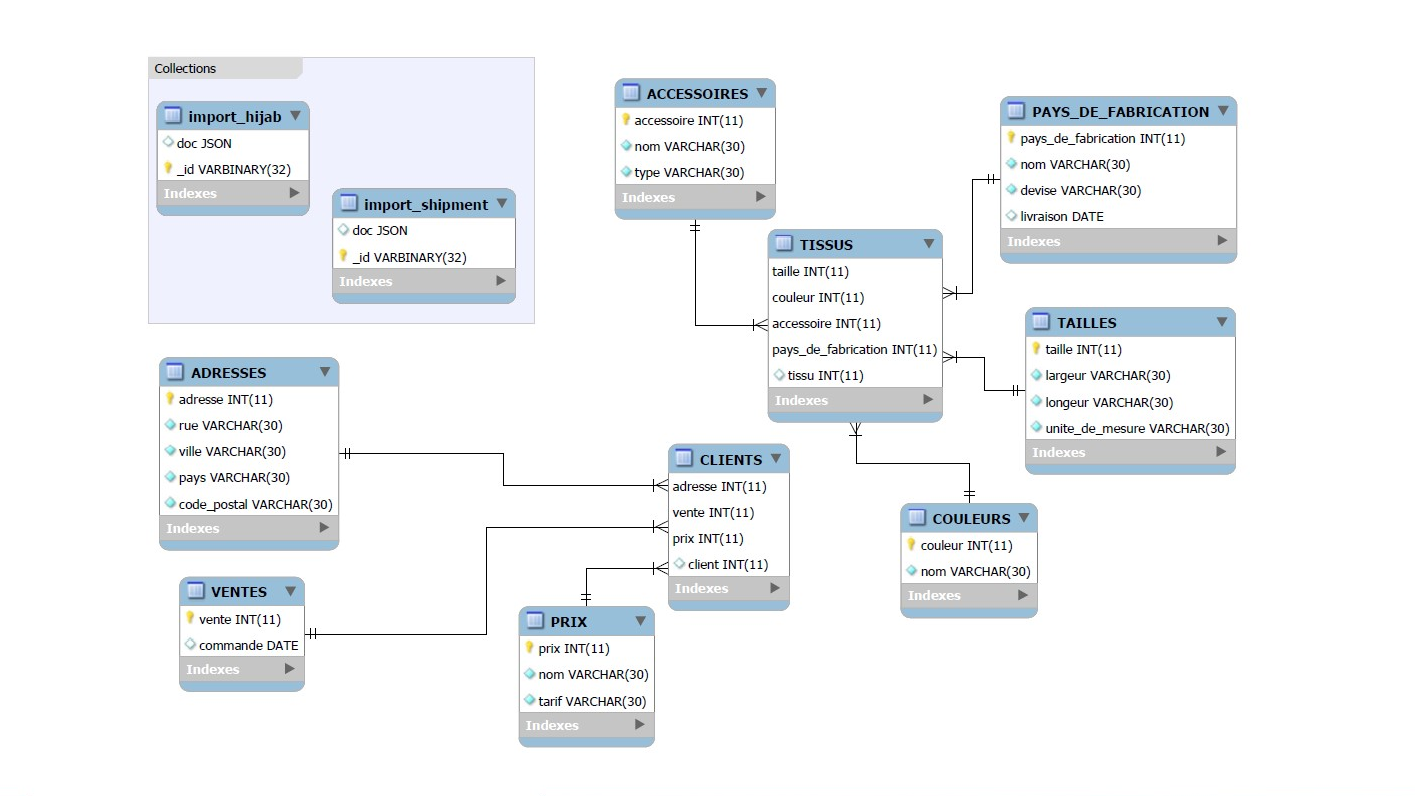 Collections
import_hijab
doc JSON
_id VARBINARY(32)
Indexes
import_shipment
doc JSON
_id VARBINARY(32)
Indexes
ACCESSOIRES
accessoire INT(11)
nom VARCHAR(30)
type VARCHAR(30)
Indexes
PAYS_DE_FABRICATION
pays_de_fabrication INT(11)
nom VARCHAR(30)
devise VARCHAR(30)
livraison DATE
Indexes
TISSUS
taille INT(11)
couleur INT(11)
accessoire INT(11)
pays_de_fabrication INT(11)
tissu INT(11)
Indexes
TAILLES
taille INT(11)
largeur VARCHAR(30)
longeur VARCHAR(30)
unite_de_mesure VARCHAR(30)
Indexes
ADRESSES
adresse INT(11)
rue VARCHAR(30)
ville VARCHAR(30)
pays VARCHAR(30)
code_postal VARCHAR(30)
Indexes
CLIENTS
adresse INT(11)
vente INT(11)
prix INT(11)
client INT(11)
Indexes
COULEURS
couleur INT(11)
nom VARCHAR(30)
Indexes
VENTES
vente INT(11)
commande DATE
Indexes
PRIX
prix INT(11)
nom VARCHAR(30)
tarif VARCHAR(30)
Indexes